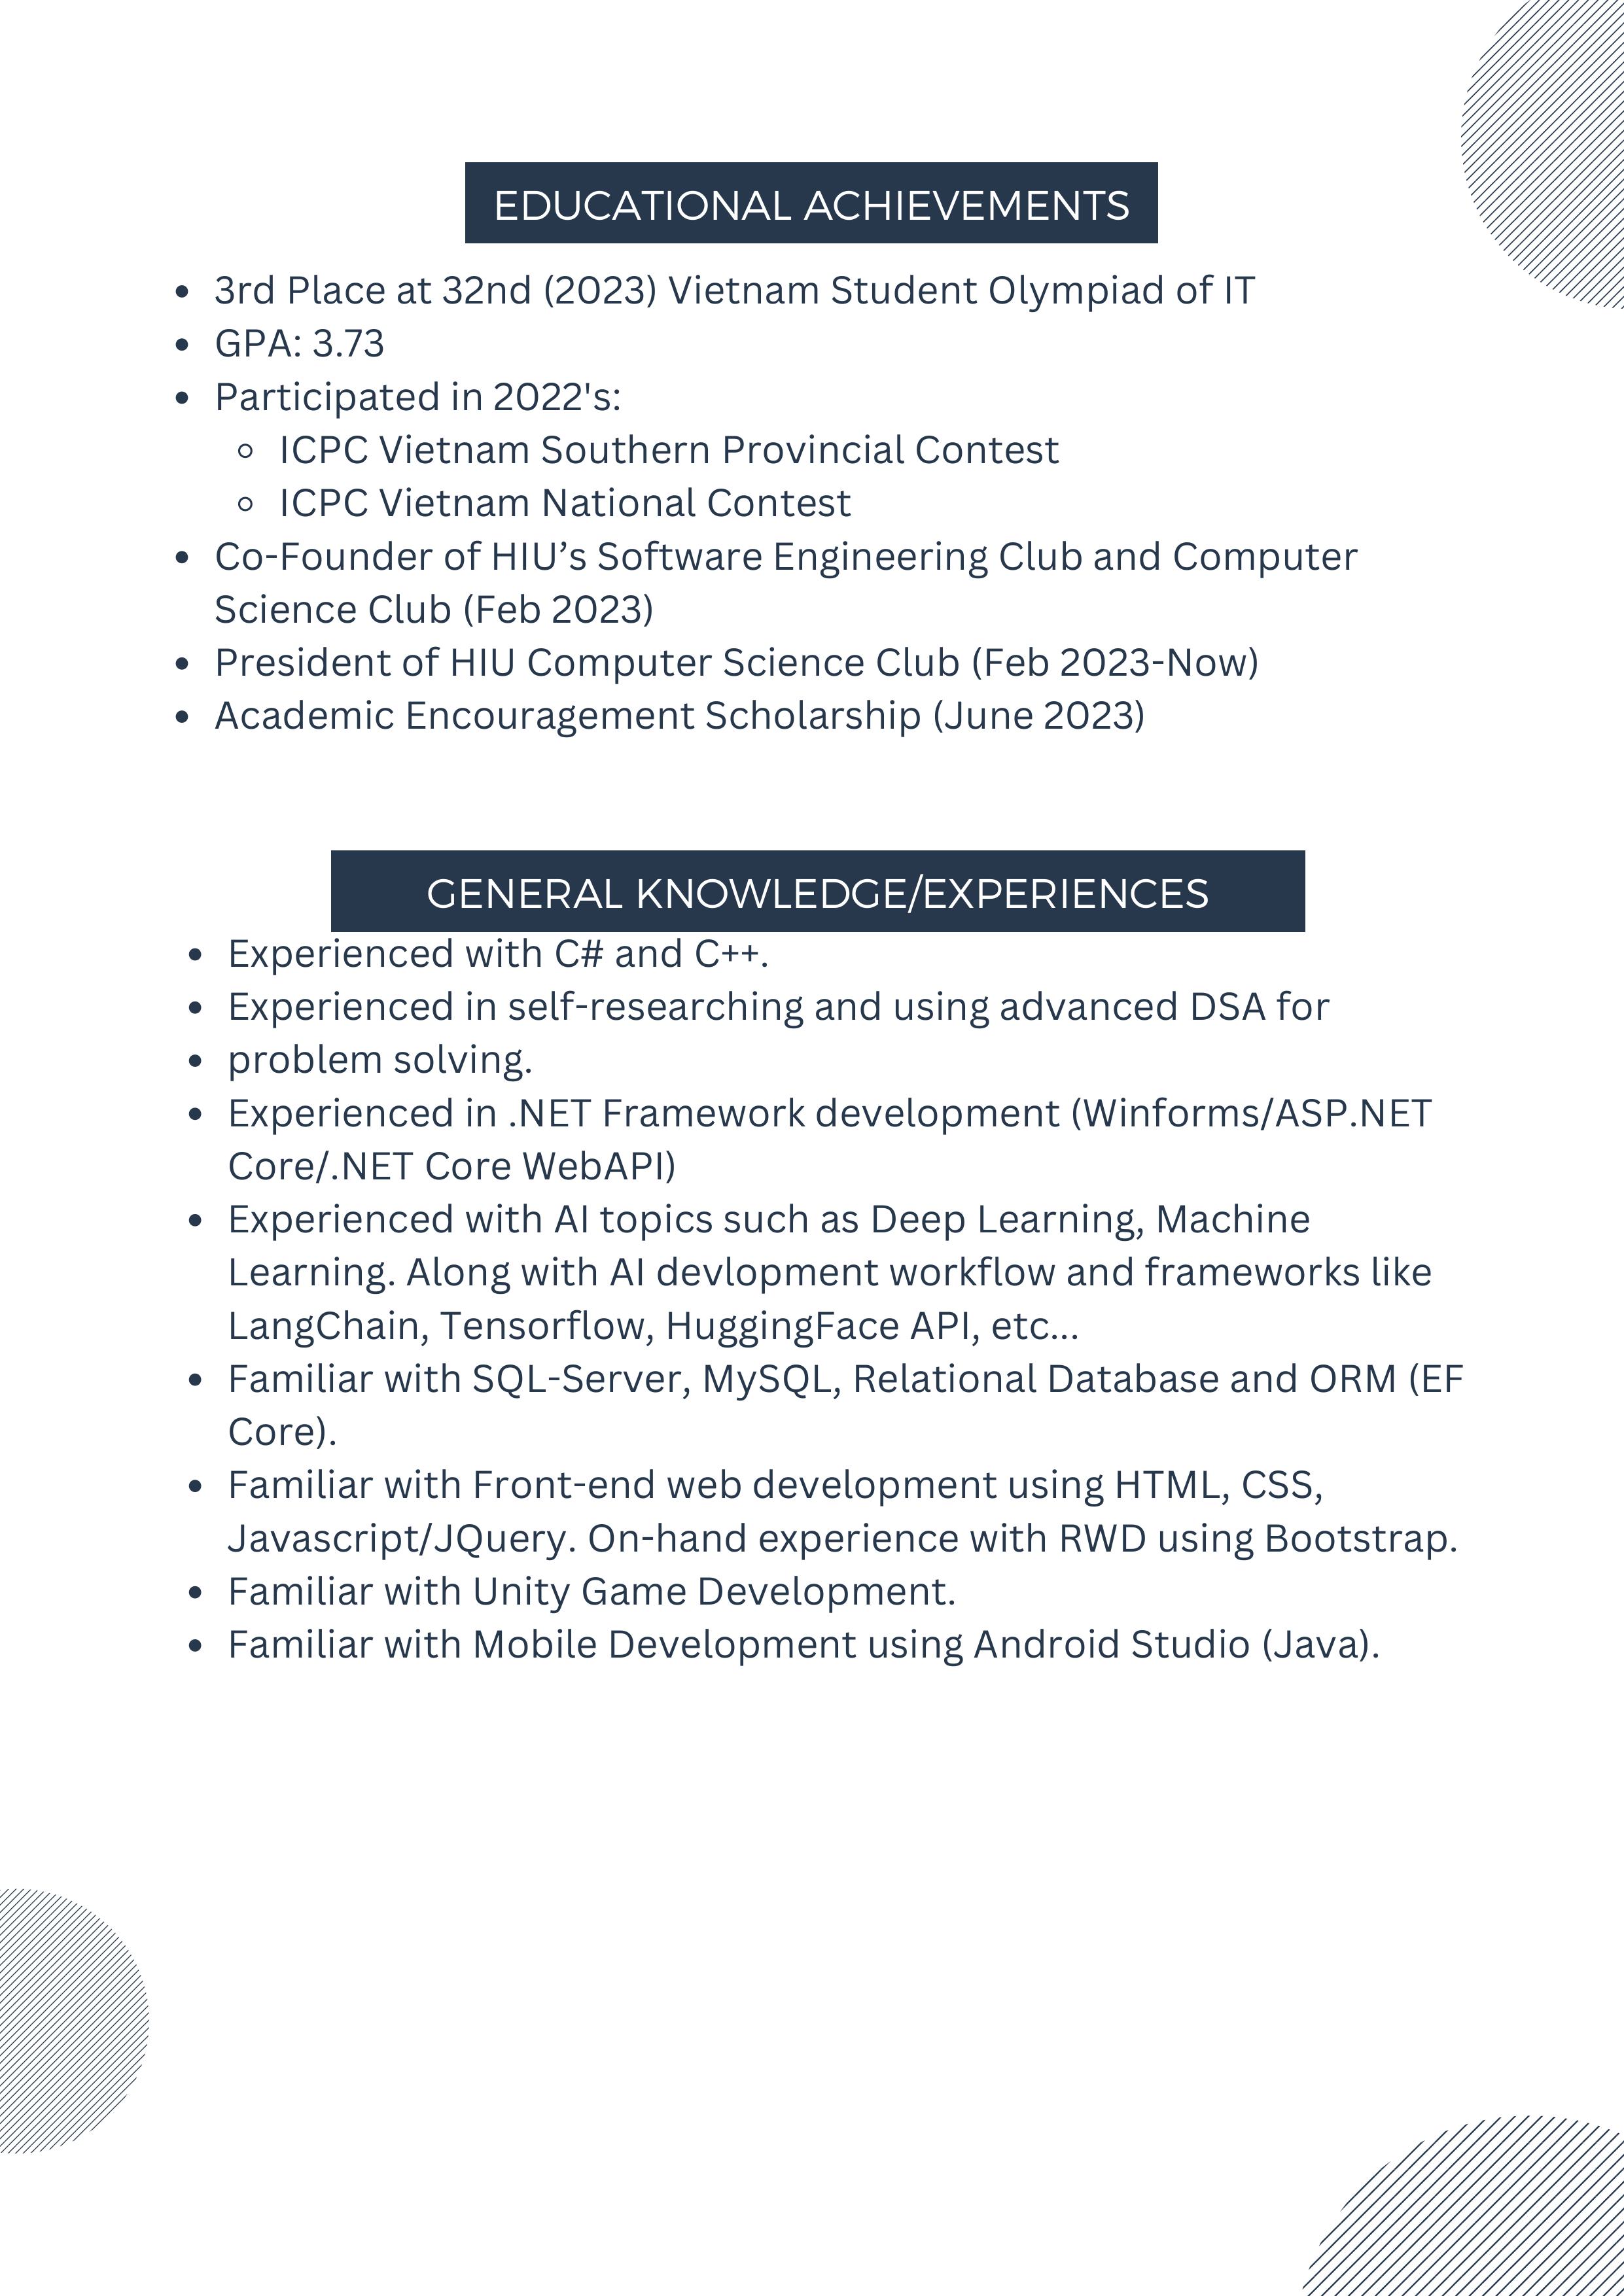 EDUCATIONAL ACHIEVEMENTS
• 3rd Place at 32nd (2023) Vietnam Student Olympiad of IT
• GPA: 3.73
• Participated in 2022's:
◦ ICPC Vietnam Southern Provincial Contest
◦ ICPC Vietnam National Contest
• Co-Founder of HIU’s Software Engineering Club and Computer
Science Club (Feb 2023)
• President of HIU Computer Science Club (Feb 2023-Now)
• Academic Encouragement Scholarship (June 2023)
GENERAL KNOWLEDGE/EXPERIENCES
• Experienced with C# and C++.
• Experienced in self-researching and using advanced DSA for
• problem solving.
• Experienced in .NET Framework development (Winforms/ASP.NET
Core/.NET Core WebAPI)
• Experienced with AI topics such as Deep Learning, Machine
Learning. Along with AI devlopment workflow and frameworks like
LangChain, Tensorflow, HuggingFace API, etc...
• Familiar with SQL-Server, MySQL, Relational Database and ORM (EF
Core).
• Familiar with Front-end web development using HTML, CSS,
Javascript/JQuery. On-hand experience with RWD using Bootstrap.
• Familiar with Unity Game Development.
• Familiar with Mobile Development using Android Studio (Java).